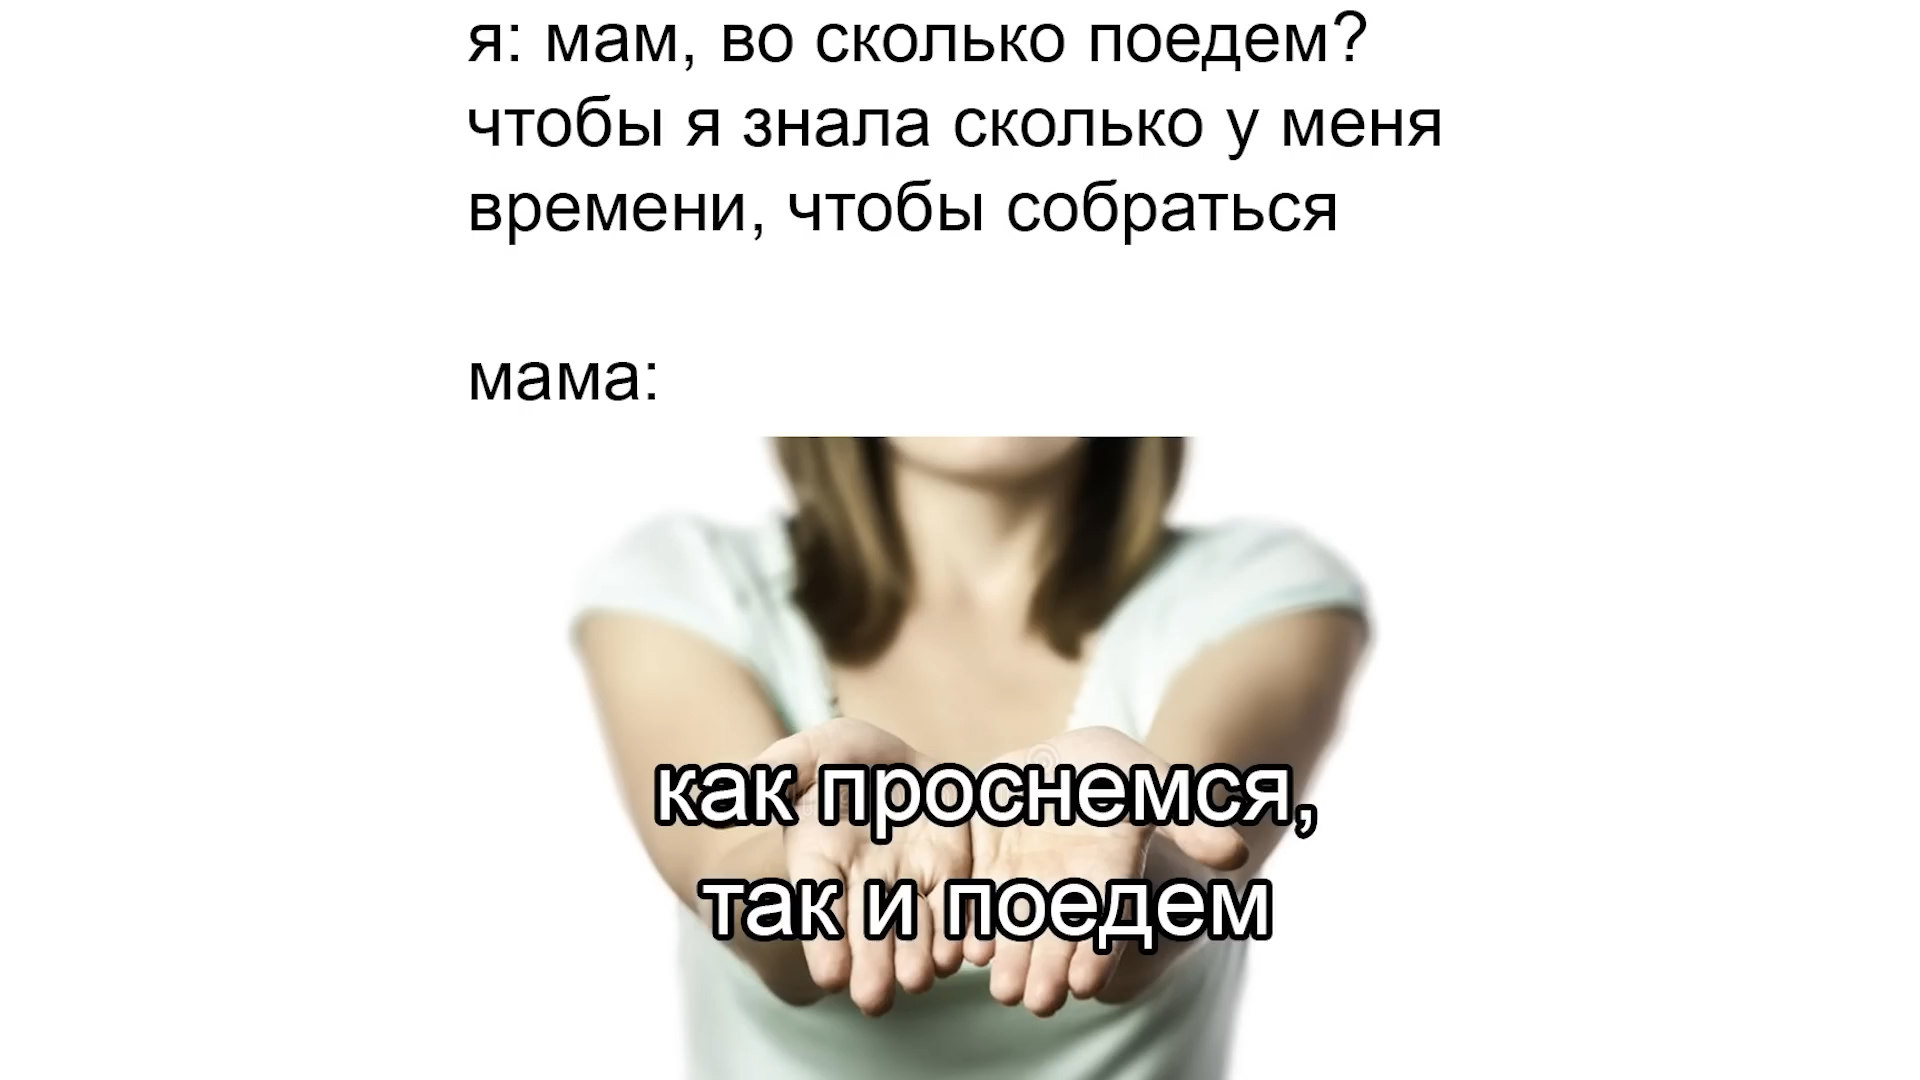 я: мам, во сколько поедем?
чтобы я знала сколько у меня
времени, чтобы собраться
мама:
как проснемся,
так и поедем